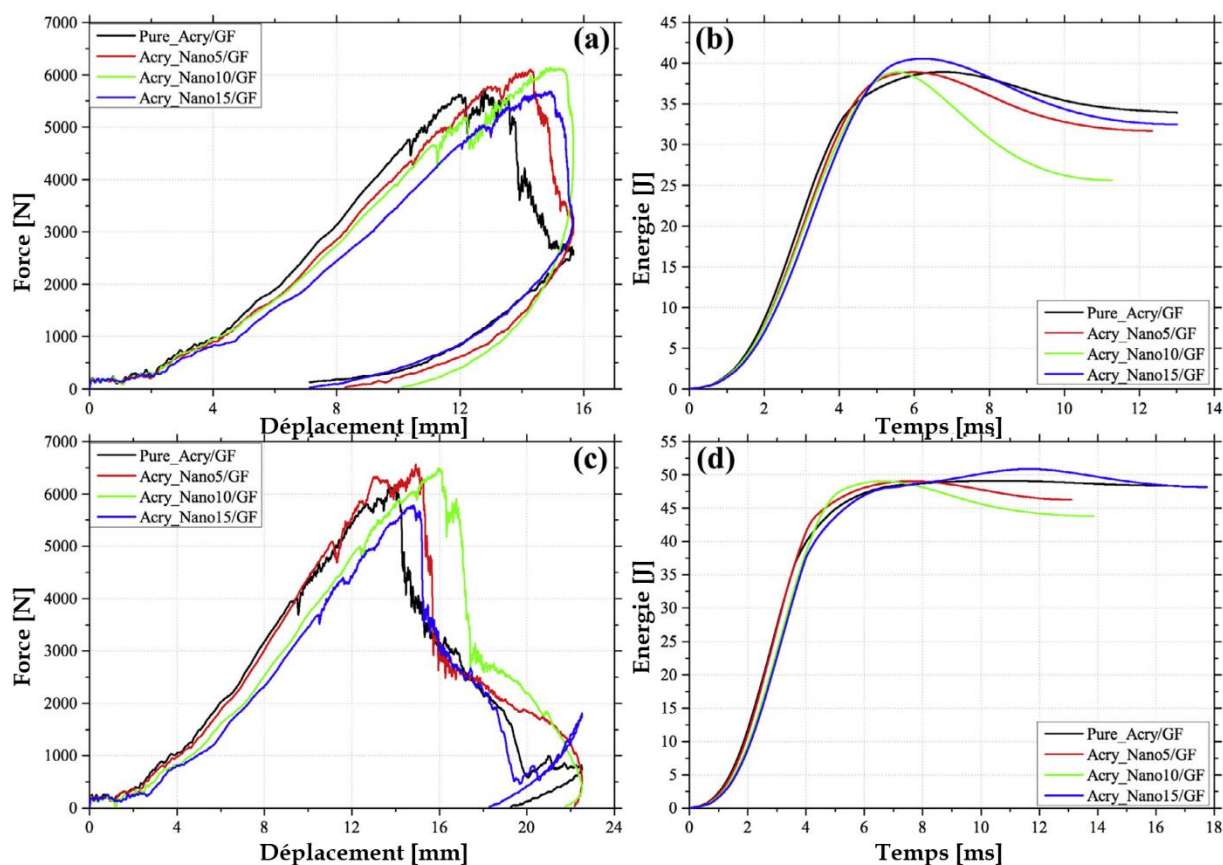 7000
6000
5000
4000
3000
2000
1000
0
Force [N]
Pure_Acry/GF
Acry_Nano5/GF
Acry_Nano10/GF
Acry_Nano15/GF
(a)
0 4 8 12 16
Déplacement [mm]
45
40
35
30
25
20
15
10
5
0
Energie [J]
(b)
Pure_Acry/GF
Acry_Nano5/GF
Acry_Nano10/GF
Acry_Nano15/GF
0 2 4 6 8 10 12 14
Temps [ms]
7000
6000
5000
4000
3000
2000
1000
0
Force [N]
Pure_Acry/GF
Acry_Nano5/GF
Acry_Nano10/GF
Acry_Nano15/GF
(c)
0 4 8 12 16 20 24
Déplacement [mm]
55
50
45
40
35
30
25
20
15
10
5
0
Energie [J]
(d)
Pure_Acry/GF
Acry_Nano5/GF
Acry_Nano10/GF
Acry_Nano15/GF
0 2 4 6 8 10 12 14 16 18
Temps [ms]